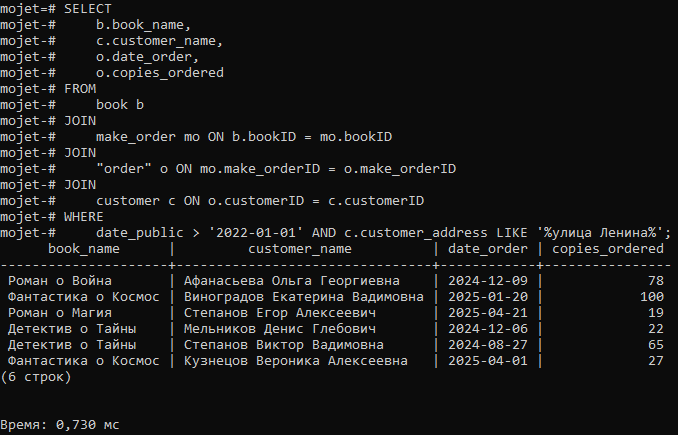 mojet=# SELECT
mojet-#     b.book_name,
mojet-#     c.customer_name,
mojet-#     o.date_order,
mojet-#     o.copies_ordered
mojet-# FROM
mojet-#     book b
mojet-# JOIN
mojet-#     make_order mo ON b.bookID = mo.bookID
mojet-# JOIN
mojet-#     "order" o ON mo.make_orderID = o.make_orderID
mojet-# JOIN
mojet-#     customer c ON o.customerID = c.customerID
mojet-# WHERE
mojet-#     date_public > '2022-01-01' AND c.customer_address LIKE '%улица Ленина%';
      book_name      |         customer_name         | date_order | copies_ordered
---------------------+-------------------------------+------------+----------------
 Роман о Война       | Афанасьева Ольга Георгиевна   | 2024-12-09 |             78
 Фантастика о Космос | Виноградов Екатерина Вадимовна | 2025-01-20 |            100
 Роман о Магия       | Степанов Егор Алексеевич      | 2025-04-21 |             19
 Детектив о Тайны    | Мельников Денис Глебович      | 2024-12-06 |             22
 Детектив о Тайны    | Степанов Виктор Вадимовна     | 2024-08-27 |             65
 Фантастика о Космос | Кузнецов Вероника Алексеевна  | 2025-04-01 |             27
(6 строк)
Время: 0,730 мс